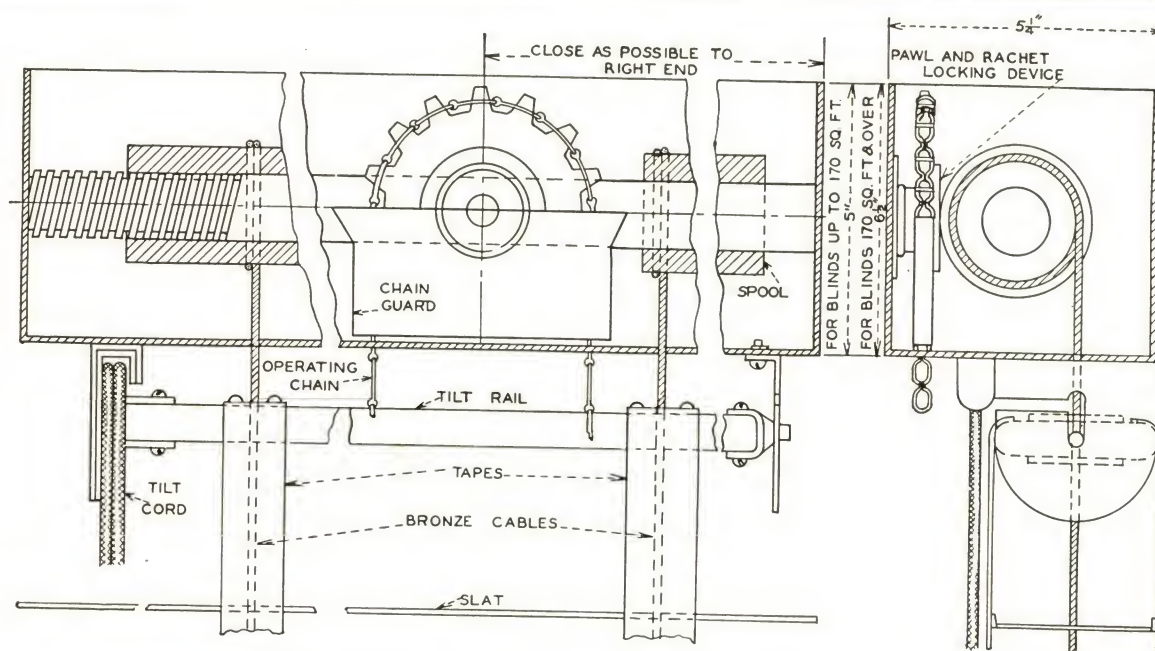 5¼"
CLOSE AS POSSIBLE TO
RIGHT END
PAWL AND RACHET
LOCKING DEVICE
FOR BLINDS UP TO 170 SQ. FT.
5"
FOR BLINDS 170 SQ. FT & OVER
6½"
CHAIN
GUARD
SPOOL
OPERATING
CHAIN
TILT RAIL
TILT
CORD
TAPES
BRONZE CABLES
SLAT